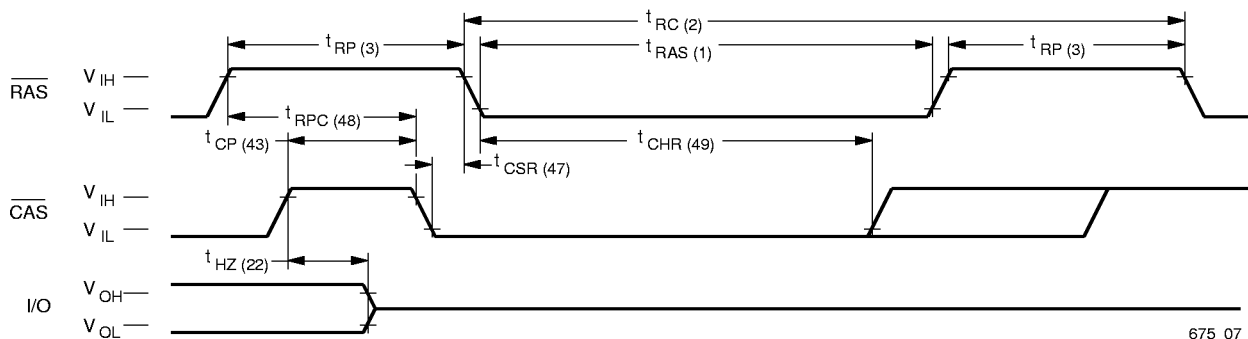 t RC (2)
t RP (3)
t RAS (1)
t RP (3)
RAS
V IH
V IL
t RPC (48)
t CP (43)
t CHR (49)
t CSR (47)
CAS
V IH
V IL
t HZ (22)
I/O
V OH
V OL
675 07